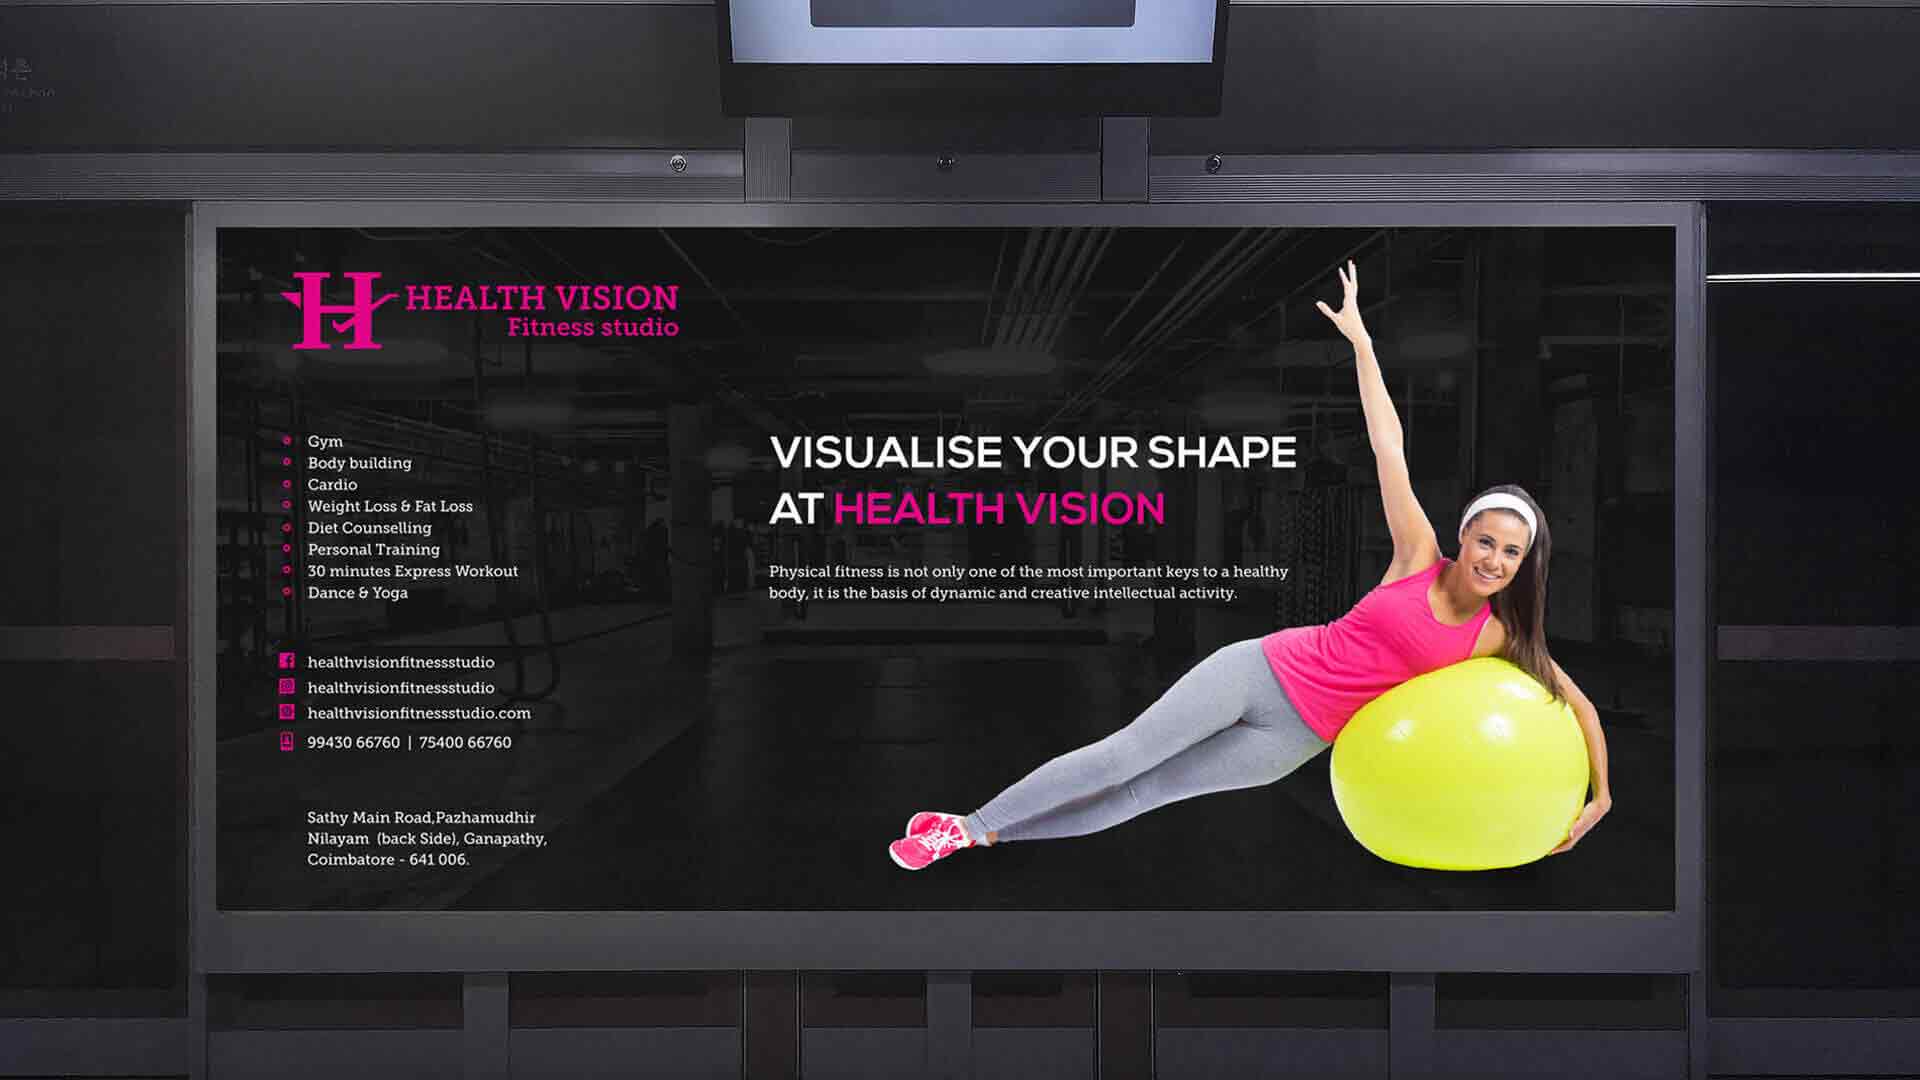 HEALTH VISION
Fitness studio
Gym
Body building
Cardio
Weight Loss & Fat Loss
Diet Counselling
Personal Training
30 minutes Express Workout
Dance & Yoga
healthvisionfitnessstudio
healthvisionfitnessstudio
healthvisionfitnessstudio.com
99430 66760 | 75400 66760
Sathy Main Road,Pazhamudhir
Nilayam (back Side), Ganapathy,
Coimbatore - 641 006.
VISUALISE YOUR SHAPE
AT HEALTH VISION
Physical fitness is not only one of the most important keys to a healthy
body, it is the basis of dynamic and creative intellectual activity.